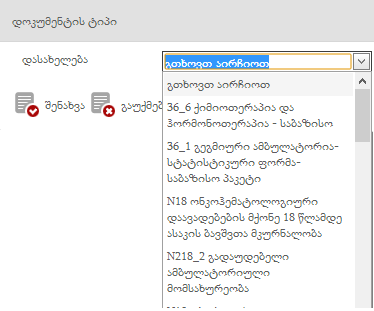 დოკუმენტის ტიპი
დასახელება
გთხოვთ აირჩიოთ
შენახვა
გაუქმებ
გთხოვთ აირჩიოთ
36_6 ქიმიოთერაპია და
ჰორმონოთერაპია - საბაზისო
36_1 გეგმიური ამბულატორია-
სტატისტიკური ფორმა-
საბაზისო პაკეტი
N18 ონკოჰემატოლოგიური
დაავადებების მქონე 18 წლამდე
ასაკის ბავშვთა მკურნალობა
N218_2 გადაუდებელი
ამბულატორიული
მომსახურეობა